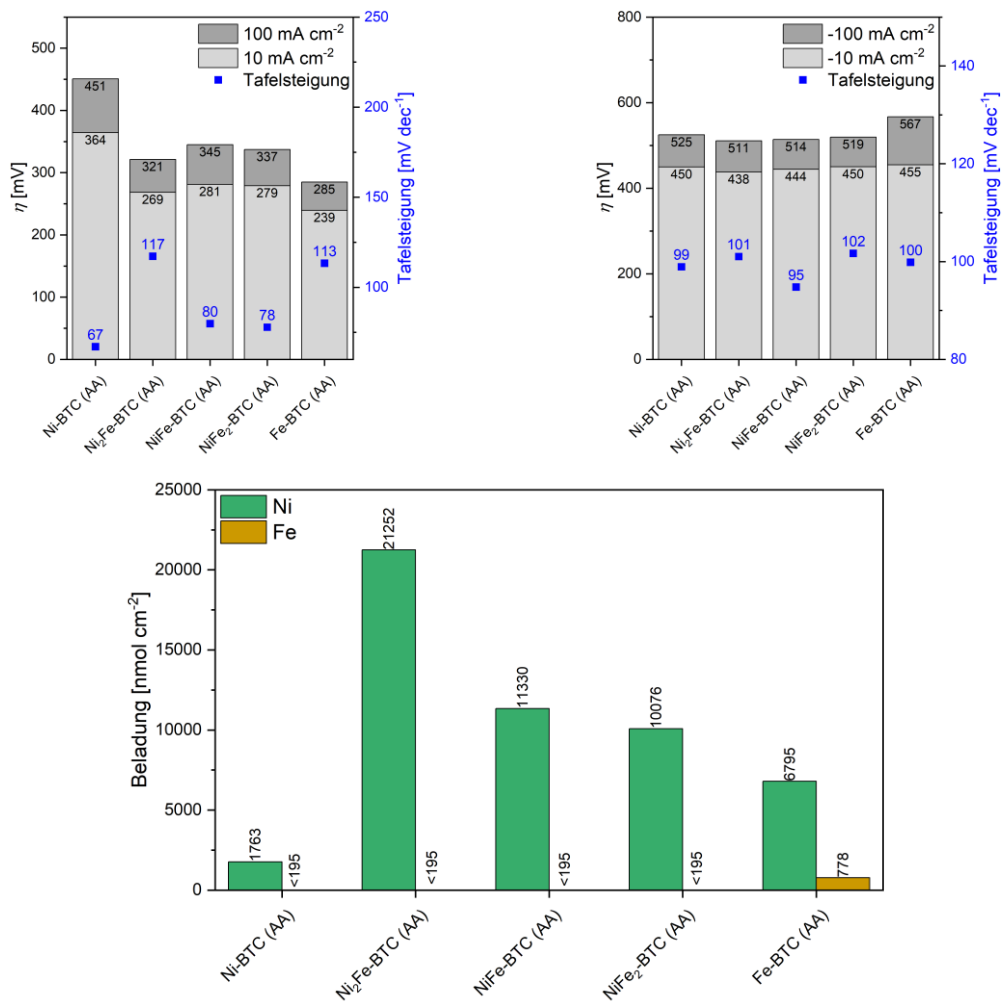 100 mA cm⁻²
10 mA cm⁻²
Tafelsteigung
η [mV]
500
400
300
200
100
0
451
364
321
269
345
281
337
279
285
239
67
117
80
78
113
250
200
150
100
Tafelsteigung [mV dec⁻¹]
Ni-BTC (AA)
Ni₂Fe-BTC (AA)
NiFe-BTC (AA)
NiFe₂-BTC (AA)
Fe-BTC (AA)
-100 mA cm⁻²
-10 mA cm⁻²
Tafelsteigung
η [mV]
800
600
400
200
0
525
450
511
438
514
444
519
450
567
455
99
101
95
102
100
140
120
100
80
Tafelsteigung [mV dec⁻¹]
Ni-BTC (AA)
Ni₂Fe-BTC (AA)
NiFe-BTC (AA)
NiFe₂-BTC (AA)
Fe-BTC (AA)
Ni
Fe
Beladung [nmol cm⁻²]
25000
20000
15000
10000
5000
0
1763
<195
21252
<195
11330
<195
10076
<195
6795
778
Ni-BTC (AA)
Ni₂Fe-BTC (AA)
NiFe-BTC (AA)
NiFe₂-BTC (AA)
Fe-BTC (AA)